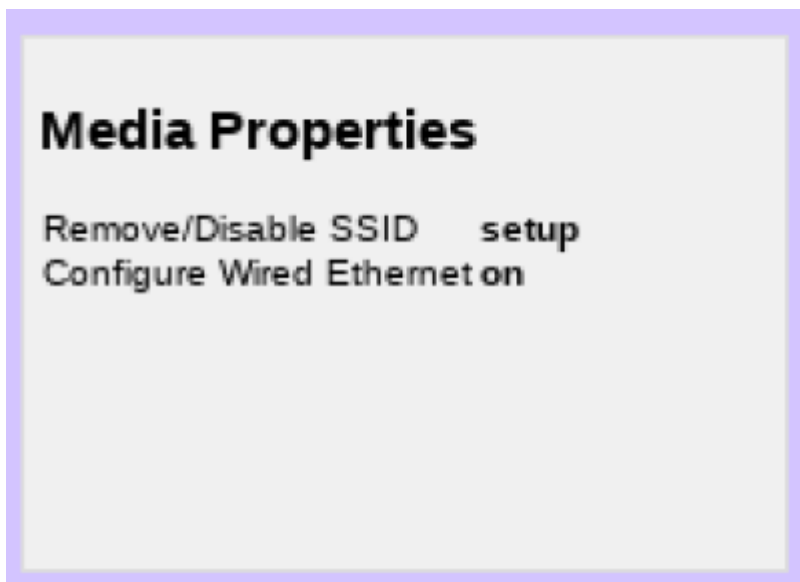 Media Properties
Remove/Disable SSID setup
Configure Wired Ethernet on